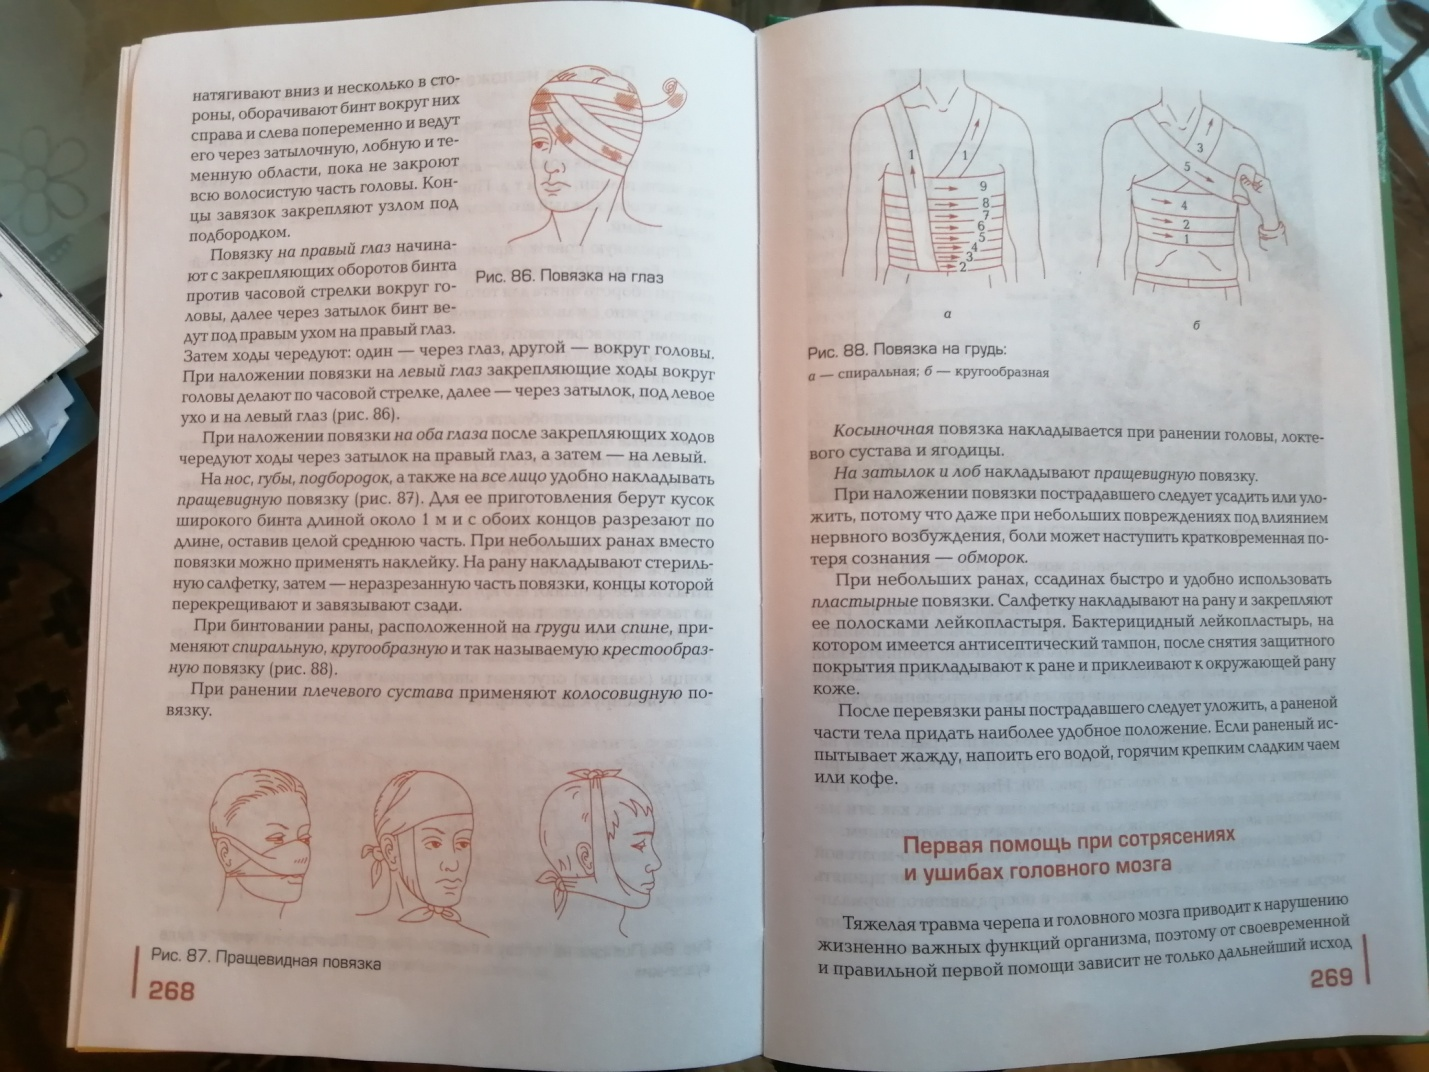 натягивают вниз и несколько в сто-
роны, оборачивают бинт вокруг них
справа и слева попеременно и ведут
его через затылочную, лобную и те-
менную области, пока не закроют
всю волосистую часть головы. Кон-
цы завязок закрепляют узлом под
подбородком.
Повязку на правый глаз начина-
ют с закрепляющих оборотов бинта
против часовой стрелки вокруг го-
ловы, далее через затылок бинт ве-
дут под правым ухом на правый глаз.
Рис. 86. Повязка на глаз
Затем ходы чередуют: один — через глаз, другой — вокруг головы.
При наложении повязки на левый глаз закрепляющие ходы вокруг
головы делают по часовой стрелке, далее — через затылок, под левое
ухо и на левый глаз (рис. 86).
При наложении повязки на оба глаза после закрепляющих ходов
чередуют ходы через затылок на правый глаз, а затем — на левый.
На нос, губы, подбородок, а также на все лицо удобно накладывать
пращевидную повязку (рис. 87). Для ее приготовления берут кусок
широкого бинта длиной около 1 м и с обоих концов разрезают по
длине, оставив целой среднюю часть. При небольших ранах вместо
повязки можно применять наклейку. На рану накладывают стериль-
ную салфетку, затем — неразрезанную часть повязки, концы которой
перекрещивают и завязывают сзади.
При бинтовании раны, расположенной на груди или спине, при-
меняют спиральную, кругообразную и так называемую крестообраз-
ную повязку (рис. 88).
При ранении плечевого сустава применяют колосовидную по-
вязку.
Рис. 87. Пращевидная повязка
268
1
1
9
8
7
6
5
4
3
2
а
3
5
4
2
1
б
Рис. 88. Повязка на грудь:
а — спиральная; б — кругообразная
Косыночная повязка накладывается при ранении головы, локте-
вого сустава и ягодицы.
На затылок и лоб накладывают пращевидную повязку.
При наложении повязки пострадавшего следует усадить или уло-
жить, потому что даже при небольших повреждениях под влиянием
нервного возбуждения, боли может наступить кратковременная по-
теря сознания — обморок.
При небольших ранах, ссадинах быстро и удобно использовать
пластырные повязки. Салфетку накладывают на рану и закрепляют
ее полосками лейкопластыря. Бактерицидный лейкопластырь, на
котором имеется антисептический тампон, после снятия защитного
покрытия прикладывают к ране и приклеивают к окружающей рану
коже.
После перевязки раны пострадавшего следует уложить, а раненой
части тела придать наиболее удобное положение. Если раненый ис-
пытывает жажду, напоить его водой, горячим крепким сладким чаем
или кофе.
Первая помощь при сотрясениях
и ушибах головного мозга
Тяжелая травма черепа и головного мозга приводит к нарушению
жизненно важных функций организма, поэтому от своевременной
и правильной первой помощи зависит не только дальнейший исход
269